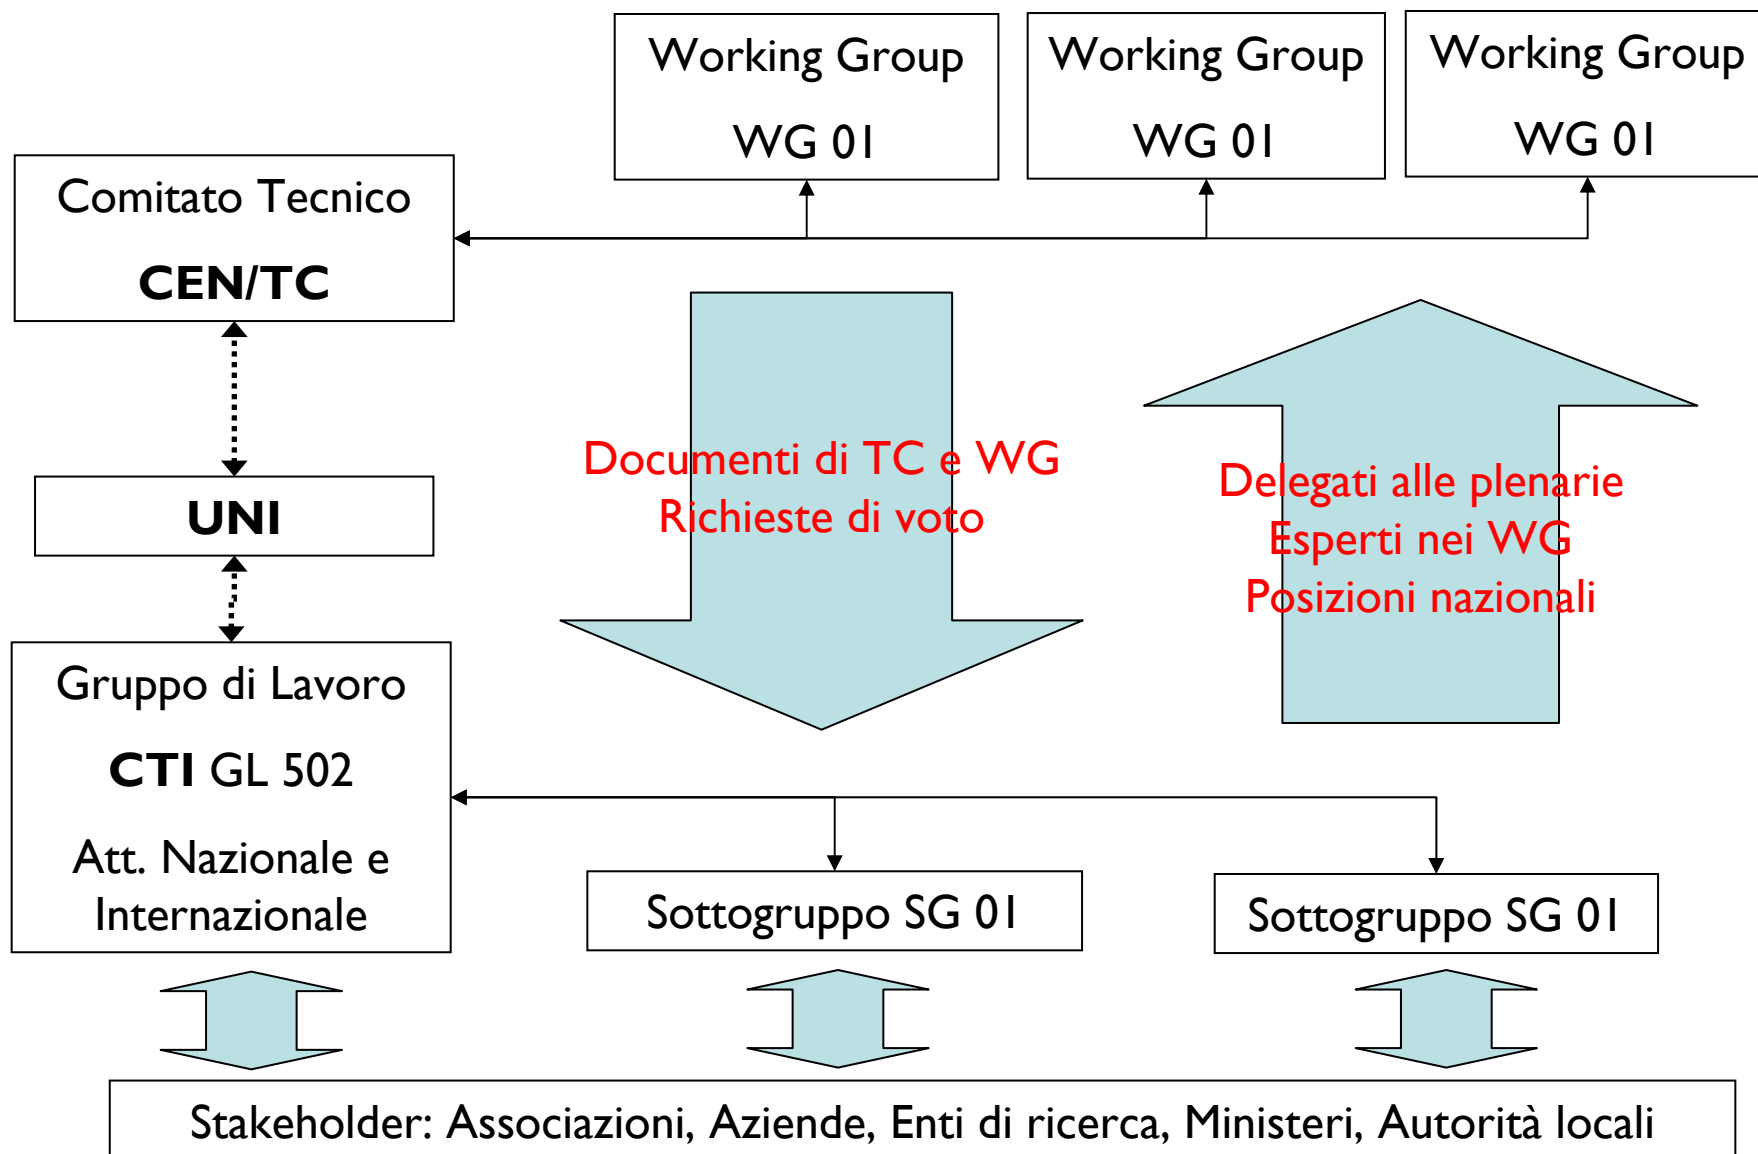 Working Group
WG 01
Working Group
WG 01
Working Group
WG 01
Comitato Tecnico
CEN/TC
Documenti di TC e WG
Richieste di voto
Delegati alle plenarie
Esperti nei WG
Posizioni nazionali
UNI
Gruppo di Lavoro
CTI GL 502
Att. Nazionale e
Internazionale
Sottogruppo SG 01
Sottogruppo SG 01
Stakeholder: Associazioni, Aziende, Enti di ricerca, Ministeri, Autorità locali